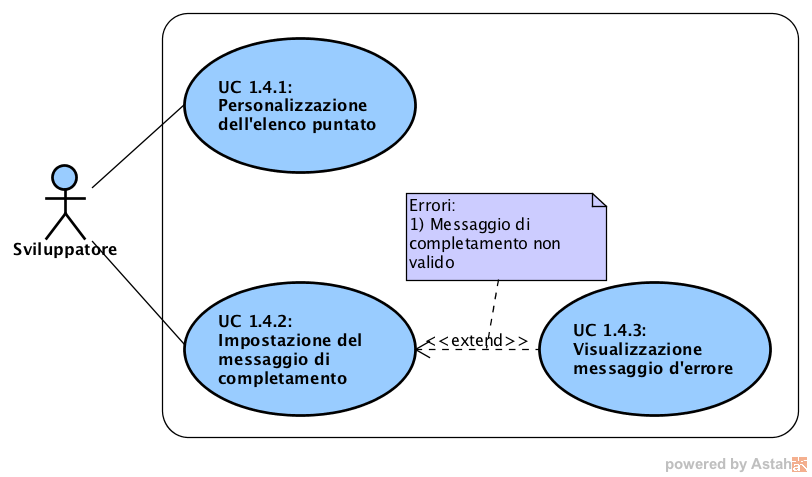 UC 1.4.1:
Personalizzazione
dell'elenco puntato
Errori:
1) Messaggio di
completamento non
valido
Sviluppatore
UC 1.4.2:
Impostazione del
messaggio di
completamento
<<extend>>
UC 1.4.3:
Visualizzazione
messaggio d'errore
powered by Astah